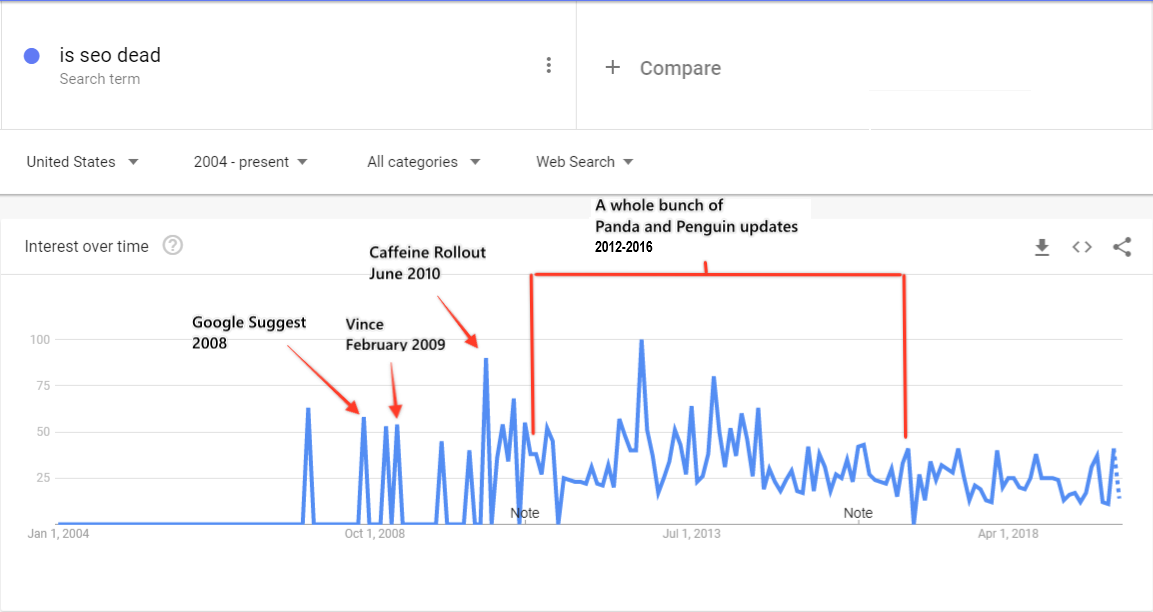 is seo dead
Search term
+ Compare
United States
2004 - present
All categories
Web Search
A whole bunch of
Panda and Penguin updates
2012-2016
Interest over time ?
Caffeine Rollout
June 2010
Google Suggest
2008
Vince
February 2009
100
75
50
25
Note
Note
Jan 1, 2004
Oct 1, 2008
Jul 1, 2013
Apr 1, 2018